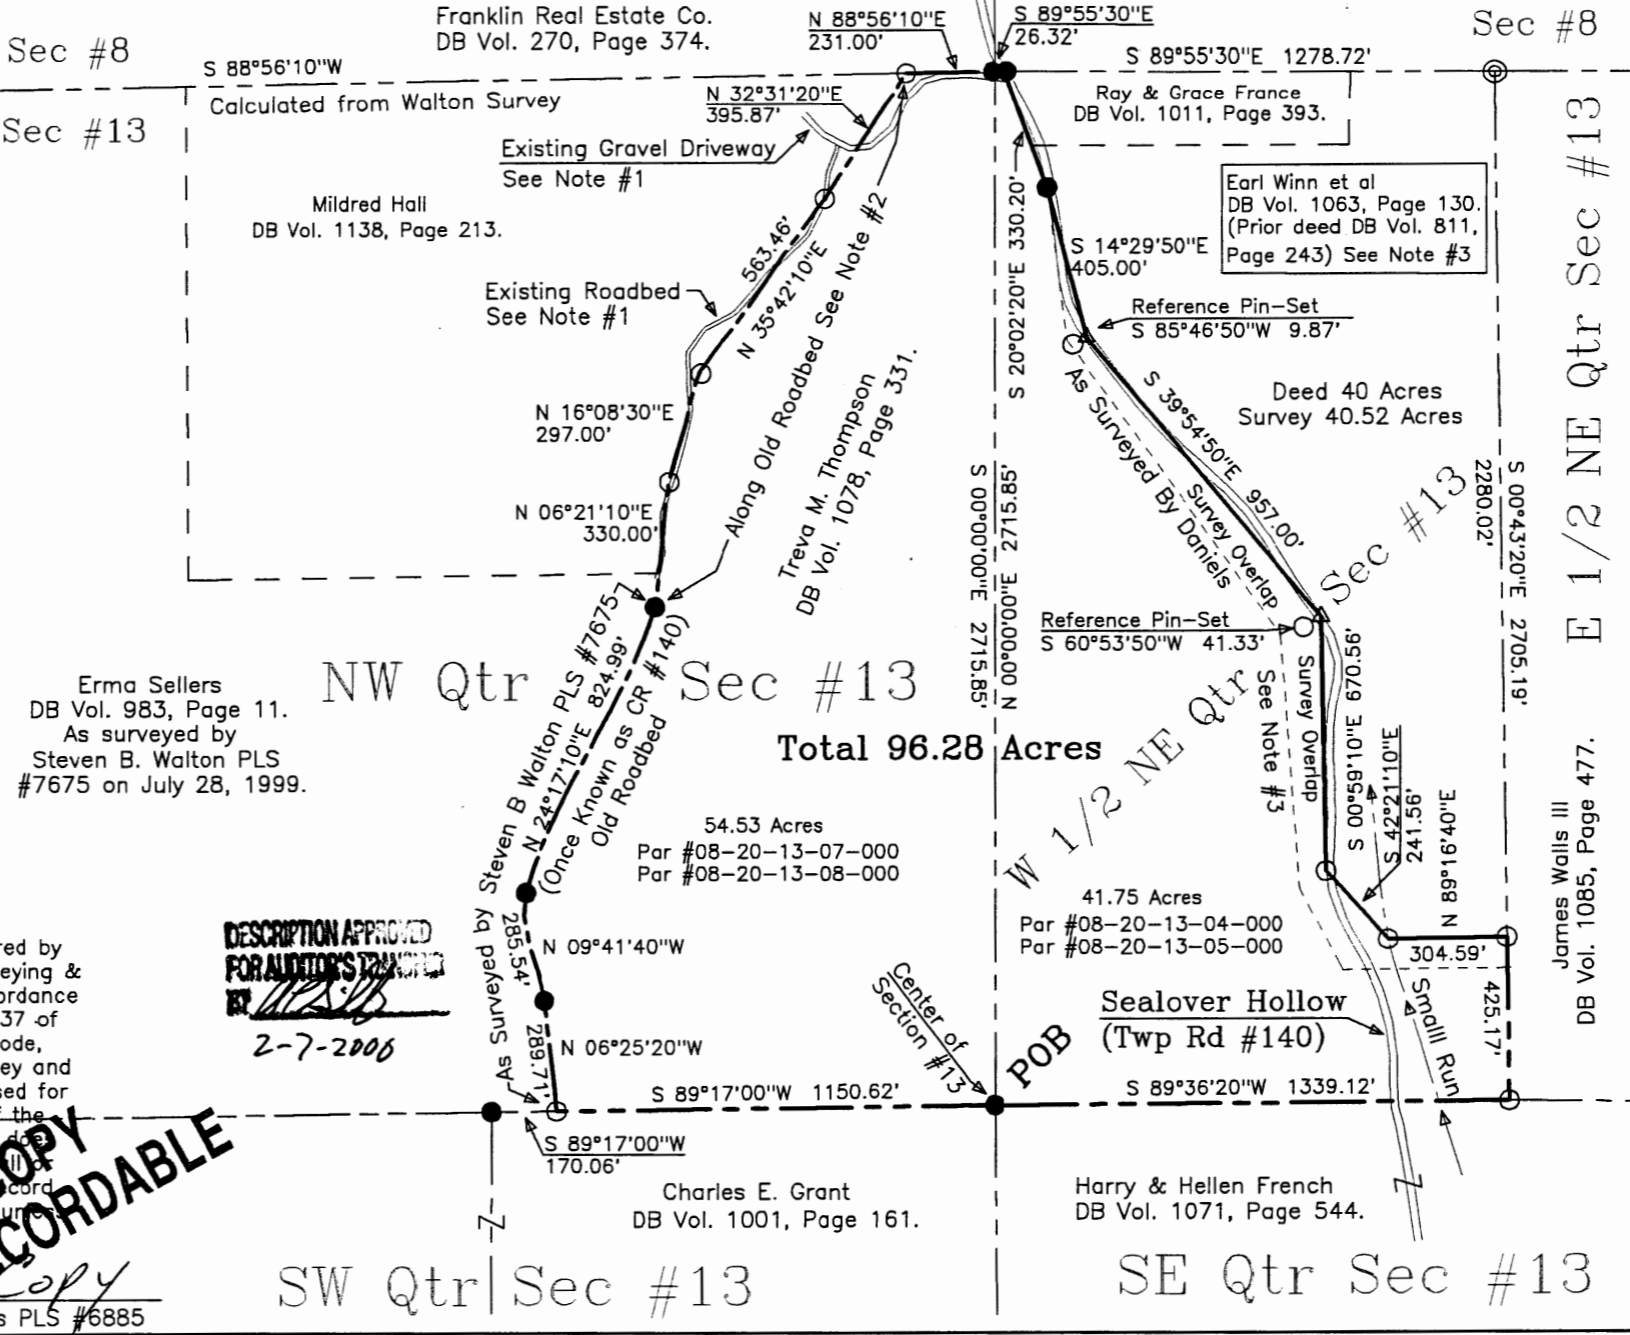 Franklin Real Estate Co.
DB Vol. 270, Page 374.
N 88°56'10"E
231.00'
S 89°55'30"E
26.32'
Sec #8
Sec #8
S 88°56'10"W
S 89°55'30"E 1278.72'
Calculated from Walton Survey
N 32°31'20"E
395.87'
Ray & Grace France
DB Vol. 1011, Page 393.
Sec #13
Existing Gravel Driveway
See Note #1
Mildred Hall
DB Vol. 1138, Page 213.
Earl Winn et al
DB Vol. 1063, Page 130.
(Prior deed DB Vol. 811,
Page 243) See Note #3
E 1/2 NE Qtr Sec #13
S 20°02'20"E 330.20'
S 14°29'50"E
405.00'
563.46'
N 35°42'10"E
Existing Roadbed
See Note #1
Along Old Roadbed See Note #2
Reference Pin-Set
S 85°46'50"W 9.87'
Treva M. Thompson
DB Vol. 1078, Page 331.
As Surveyed By Daniels
S 39°54'50"E 957.00'
Survey Overlap
Deed 40 Acres
Survey 40.52 Acres
N 16°08'30"E
297.00'
N 06°21'10"E
330.00'
S 00°00'00"E 2715.85'
N 00°00'00"E 2715.85'
S 00°43'20"E 2705.19'
2280.02'
W 1/2 NE Qtr Sec #13
Reference Pin-Set
S 60°53'50"W 41.33'
NW Qtr Sec #13
Erma Sellers
DB Vol. 983, Page 11.
As surveyed by
Steven B. Walton PLS
#7675 on July 28, 1999.
As Surveyed by Steven B Walton PLS #7675
N 24°17'10"E 824.99'
(Once Known as CR #140)
Old Roadbed
Total 96.28 Acres
See Note #3
Survey Overlap
S 00°59'10"E 670.56'
S 42°21'10"E
241.56'
N 89°16'40"E
304.59'
James Walls III
DB Vol. 1085, Page 477.
54.53 Acres
Par #08-20-13-07-000
Par #08-20-13-08-000
41.75 Acres
Par #08-20-13-04-000
Par #08-20-13-05-000
DESCRIPTION APPROVED
FOR AUDITOR'S TRANSFER
BY
2-7-2006
285.54'
N 09°41'40"W
289.71'
N 06°25'20"W
Center of
Section #13
POB
Sealover Hollow
(Twp Rd #140)
Small Run
425.17'
S 89°17'00"W 1150.62'
S 89°36'20"W 1339.12'
S 89°17'00"W
170.06'
Charles E. Grant
DB Vol. 1001, Page 161.
Harry & Hellen French
DB Vol. 1071, Page 544.
red by
eying &
ordance
37 of
ode,
ey and
sed for
the
does
COPY
CORDABLE
Copy
s PLS #6885
SW Qtr Sec #13
SE Qtr Sec #13